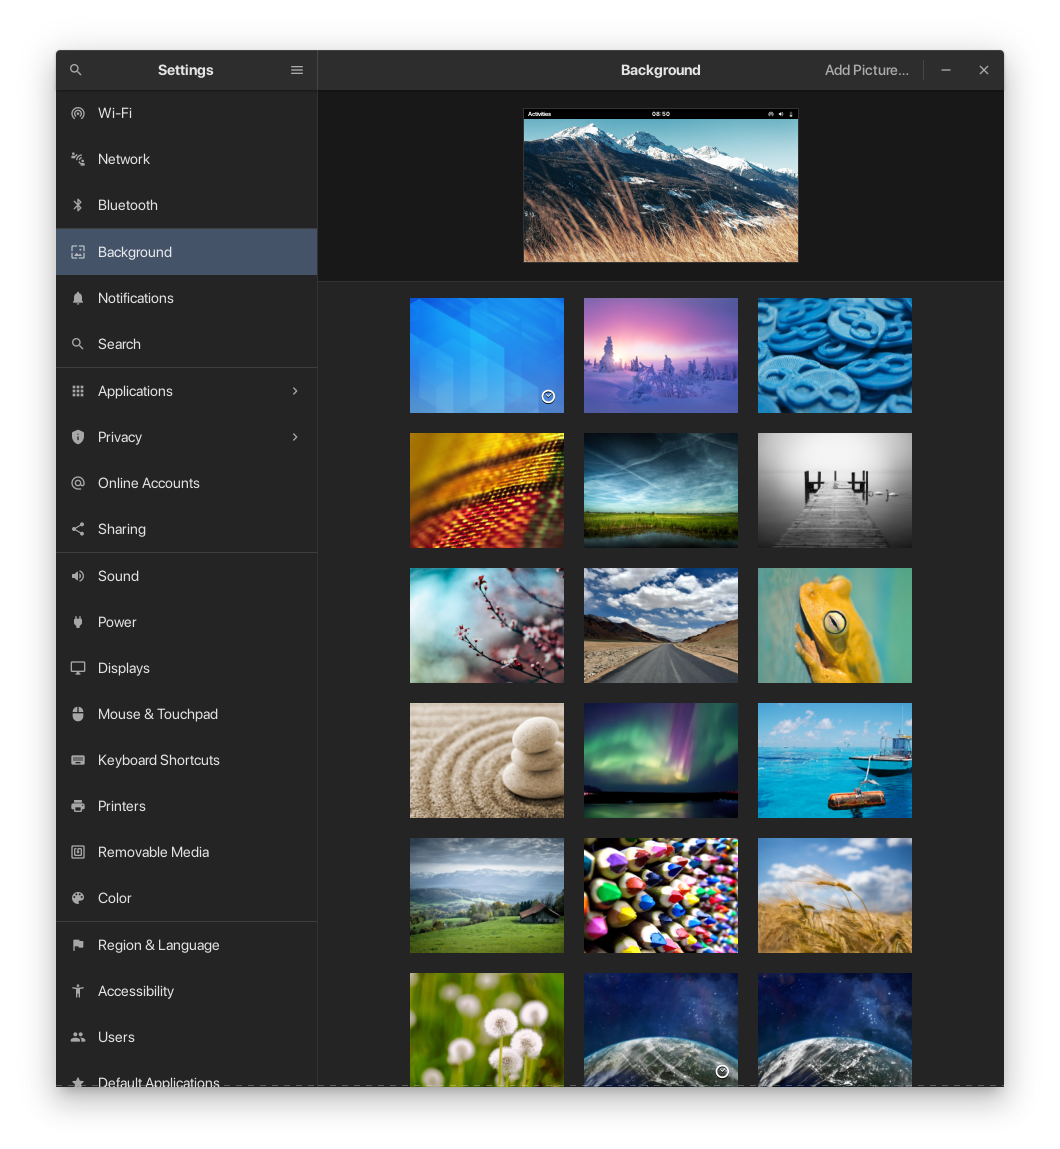 Settings
Background
Add Picture...
Wi-Fi
Network
Bluetooth
Background
Notifications
Search
Applications
Privacy
Online Accounts
Sharing
Sound
Power
Displays
Mouse & Touchpad
Keyboard Shortcuts
Printers
Removable Media
Color
Region & Language
Accessibility
Users
Default Applications
Activities
08:50